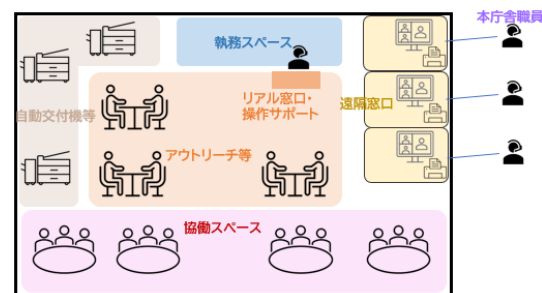 本庁舎職員
執務スペース
自動交付機等
リアル窓口・
操作サポート
遠隔窓口
アウトリーチ等
協働スペース